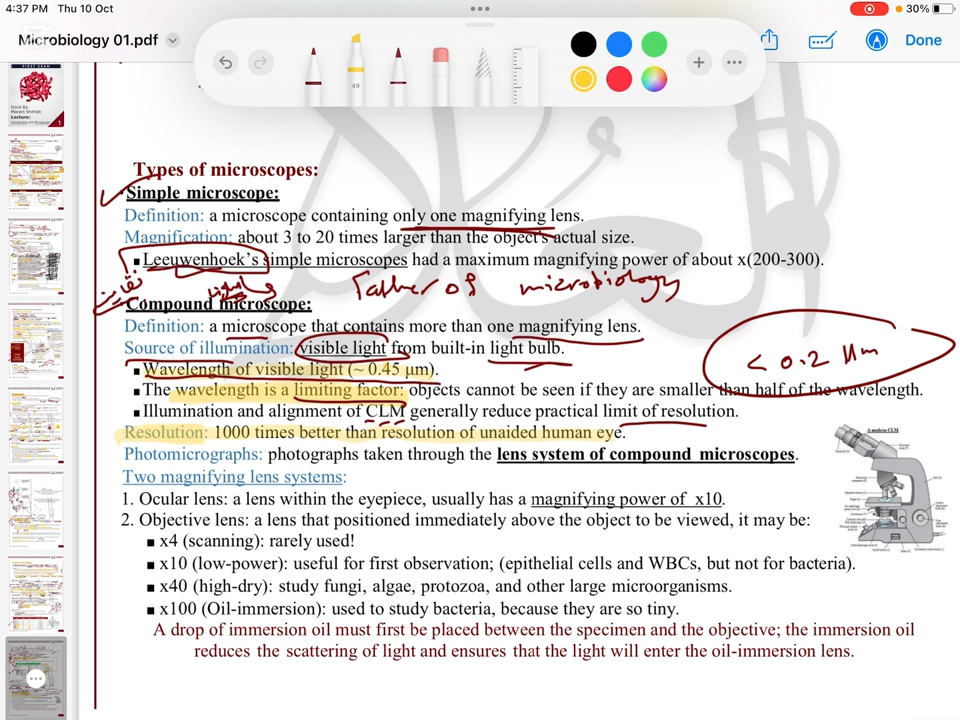 4:37 PM Thu 10 Oct
30%
Microbiology 01.pdf
Done
49
FIRST EXAM
Lecture:
1
Types of microscopes:
Simple microscope:
Definition: a microscope containing only one magnifying lens.
Magnification: about 3 to 20 times larger than the object's actual size.
▪ Leeuwenhoek's simple microscopes had a maximum magnifying power of about x(200-300).
Father of microbiology
Compound microscope:
Definition: a microscope that contains more than one magnifying lens.
Source of illumination: visible light from built-in light bulb.
< 0.2 μm
▪ Wavelength of visible light (~ 0.45 μm).
▪ The wavelength is a limiting factor: objects cannot be seen if they are smaller than half of the wavelength.
▪ Illumination and alignment of CLM generally reduce practical limit of resolution.
Resolution: 1000 times better than resolution of unaided human eye.
A modern CLM
Photomicrographs: photographs taken through the lens system of compound microscopes.
Two magnifying lens systems:
1. Ocular lens: a lens within the eyepiece, usually has a magnifying power of x10.
2. Objective lens: a lens that positioned immediately above the object to be viewed, it may be:
▪ x4 (scanning): rarely used!
▪ x10 (low-power): useful for first observation; (epithelial cells and WBCs, but not for bacteria).
▪ x40 (high-dry): study fungi, algae, protozoa, and other large microorganisms.
▪ x100 (Oil-immersion): used to study bacteria, because they are so tiny.
A drop of immersion oil must first be placed between the specimen and the objective; the immersion oil
reduces the scattering of light and ensures that the light will enter the oil-immersion lens.